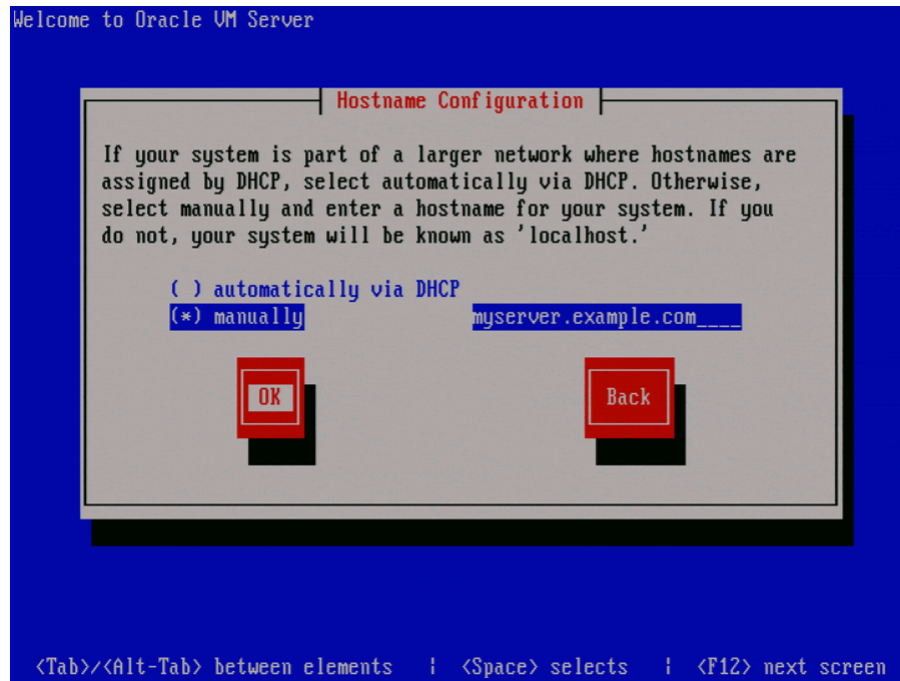 Welcome to Oracle VM Server
Hostname Configuration
If your system is part of a larger network where hostnames are
assigned by DHCP, select automatically via DHCP. Otherwise,
select manually and enter a hostname for your system. If you
do not, your system will be known as 'localhost.'
( ) automatically via DHCP
(*) manually myserver.example.com____
OK Back
<Tab>/<Alt-Tab> between elements ¦ <Space> selects ¦ <F12> next screen